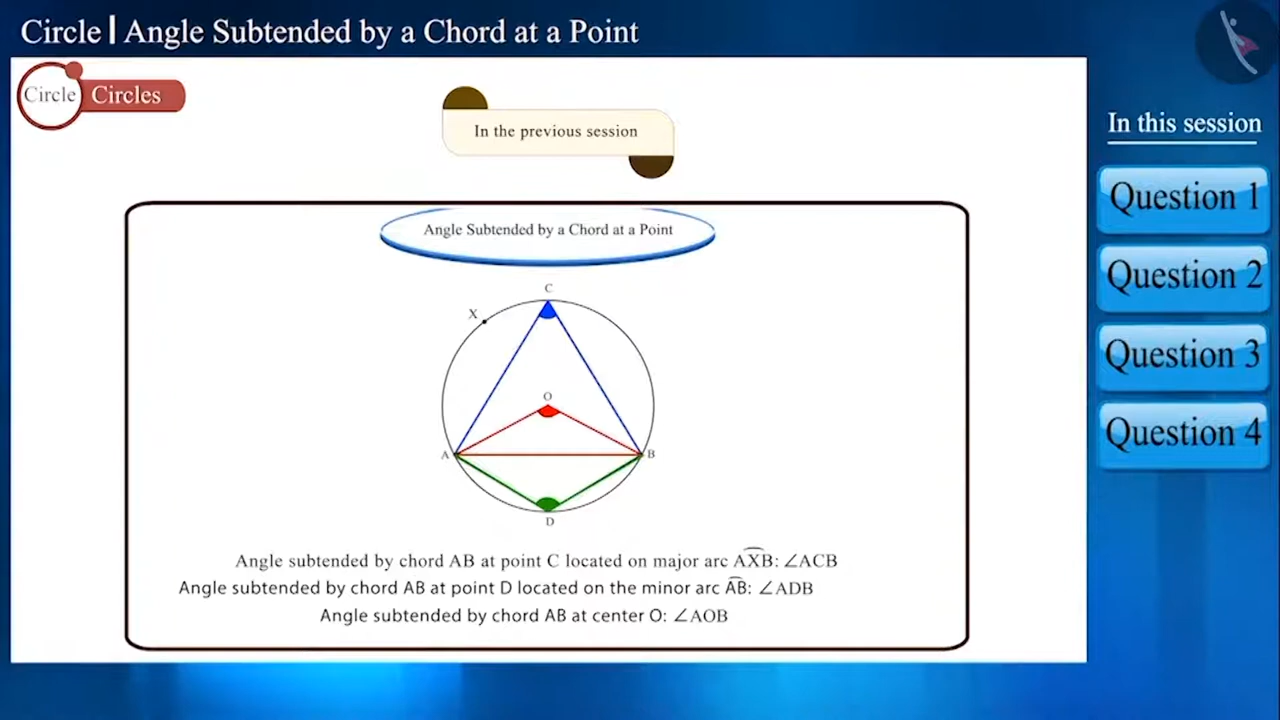 Circle | Angle Subtended by a Chord at a Point
Circle Circles
In the previous session
In this session
Question 1
Question 2
Question 3
Question 4
Angle Subtended by a Chord at a Point
C
X
O
A
B
D
Angle subtended by chord AB at point C located on major arc A͡XB: ∠ACB
Angle subtended by chord AB at point D located on the minor arc A͡B: ∠ADB
Angle subtended by chord AB at center O: ∠AOB